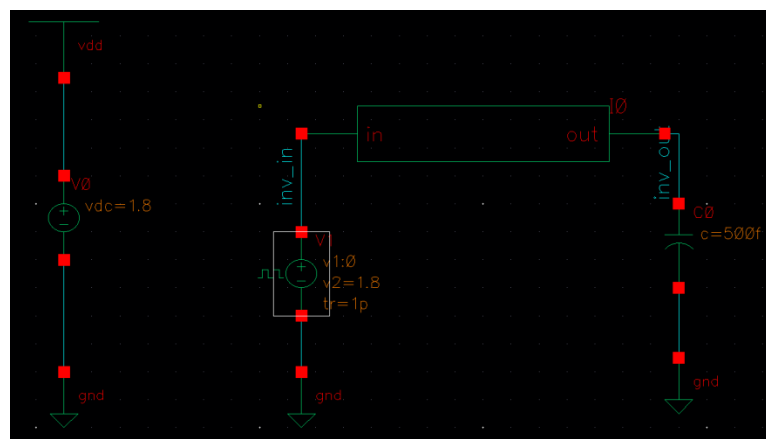 vdd
V0
vdc=1.8
gnd
inv_in
in
out
I0
inv_out
V1
v1:0
v2=1.8
tr=1p
gnd
C0
c=500f
gnd